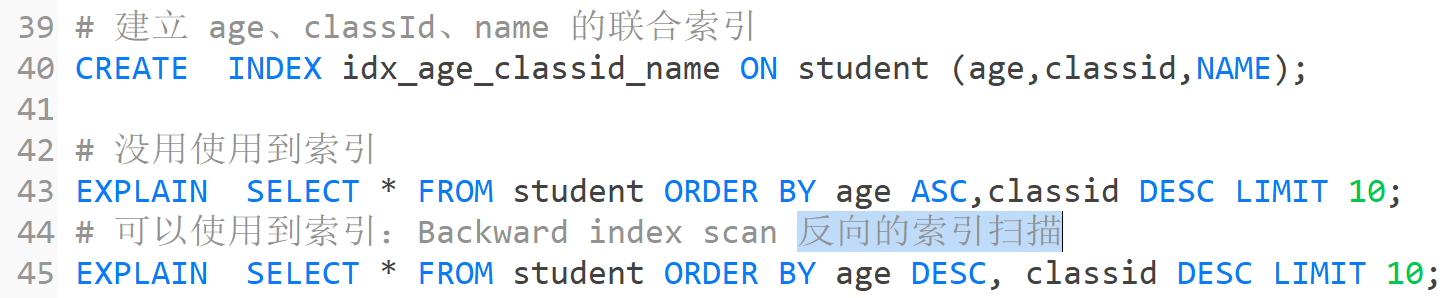 39 # 建立 age、classId、name 的联合索引
40 CREATE  INDEX idx_age_classid_name ON student (age,classid,NAME);
41
42 # 没用使用到索引
43 EXPLAIN  SELECT * FROM student ORDER BY age ASC,classid DESC LIMIT 10;
44 # 可以使用到索引：Backward index scan 反向的索引扫描
45 EXPLAIN  SELECT * FROM student ORDER BY age DESC, classid DESC LIMIT 10;